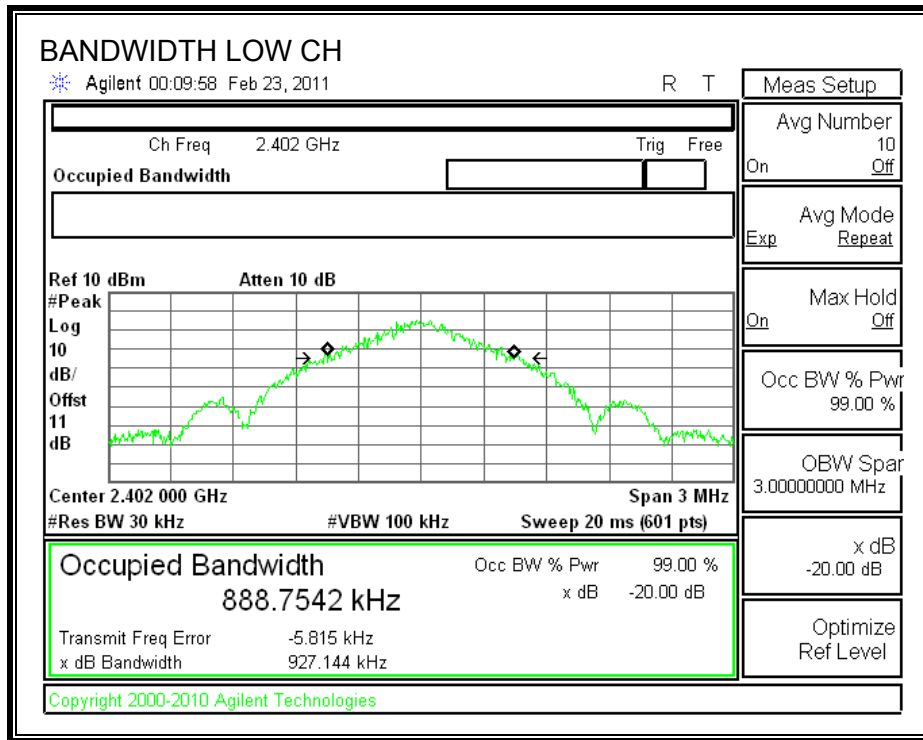 BANDWIDTH LOW CH
Agilent 00:09:58 Feb 23, 2011 R T
Ch Freq 2.402 GHz Trig Free
Occupied Bandwidth
Ref 10 dBm Atten 10 dB
#Peak
Log
10
dB/
Offst
11
dB
Center 2.402 000 GHz Span 3 MHz
#Res BW 30 kHz #VBW 100 kHz Sweep 20 ms (601 pts)
Occupied Bandwidth
888.7542 kHz
Occ BW % Pwr 99.00 %
x dB -20.00 dB
Transmit Freq Error -5.815 kHz
x dB Bandwidth 927.144 kHz
Copyright 2000-2010 Agilent Technologies
Meas Setup
Avg Number
10
On Off
Avg Mode
Exp Repeat
Max Hold
On Off
Occ BW % Pwr
99.00 %
OBW Spar
3.00000000 MHz
x dB
-20.00 dB
Optimize
Ref Level